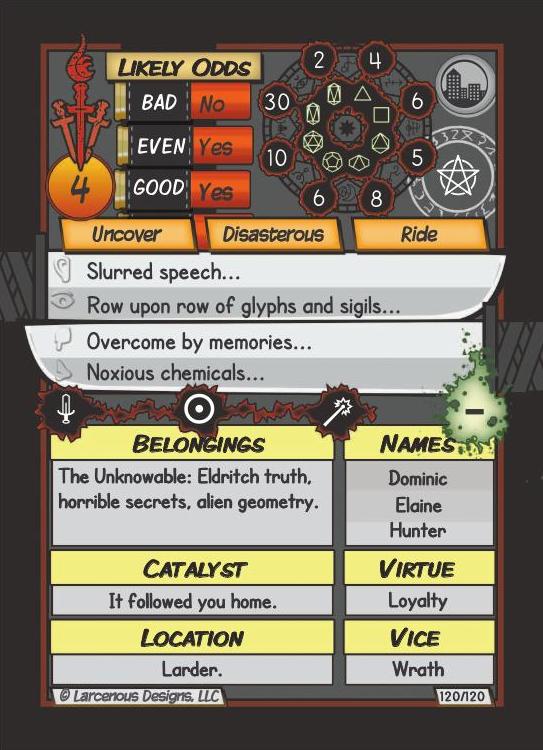 LIKELY ODDS
2
4
BAD No
30
6
EVEN Yes
4
10
5
GOOD Yes
6
8
Uncover
Disasterous
Ride
Slurred speech...
Row upon row of glyphs and sigils...
Overcome by memories...
Noxious chemicals...
-
BELONGINGS
The Unknowable: Eldritch truth,
horrible secrets, alien geometry.
NAMES
Dominic
Elaine
Hunter
CATALYST
It followed you home.
VIRTUE
Loyalty
LOCATION
Larder.
VICE
Wrath
© Larcenous Designs, LLC
120/120